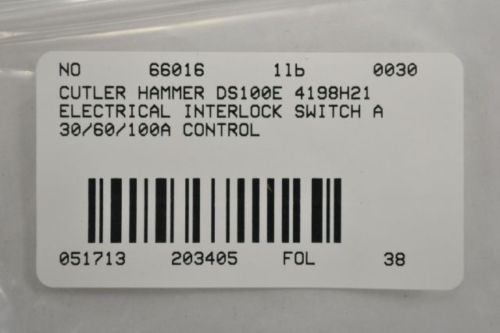 NO 66016 1lb 0030
CUTLER HAMMER DS100E 4198H21
ELECTRICAL INTERLOCK SWITCH A
30/60/100A CONTROL
051713 203405 FOL 38